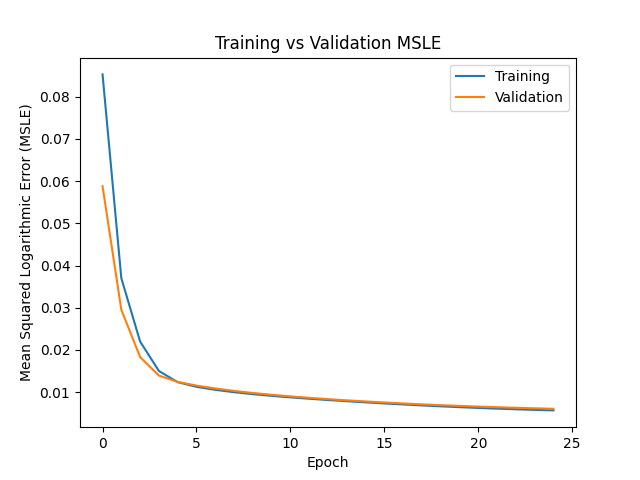 Training vs Validation MSLE
Training
Validation
Mean Squared Logarithmic Error (MSLE)
0.08
0.07
0.06
0.05
0.04
0.03
0.02
0.01
0 5 10 15 20 25
Epoch